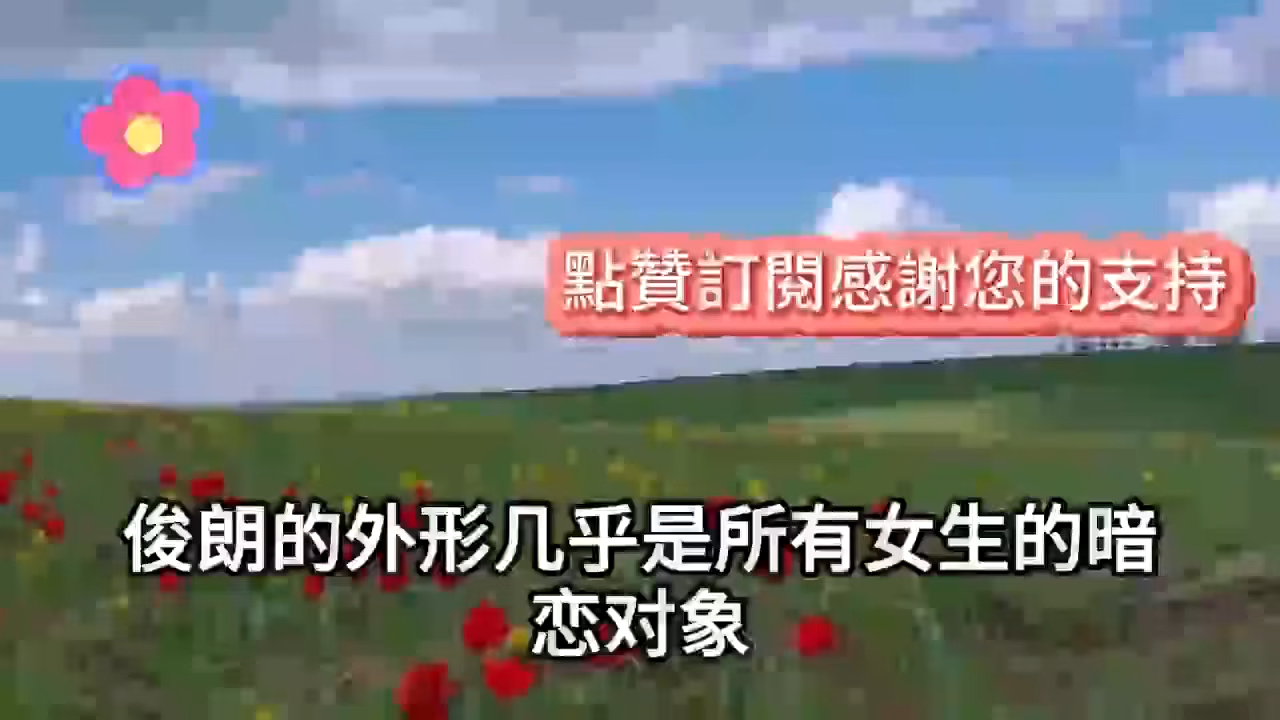 點贊訂閱感謝您的支持
俊朗的外形几乎是所有女生的暗
恋对象